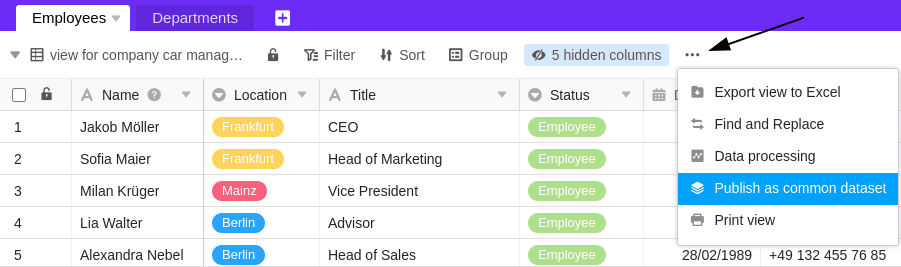 Employees Departments
view for company car manag… Filter Sort Group 5 hidden columns
Name Location Title Status
Export view to Excel
Find and Replace
Data processing
Publish as common dataset
Print view
1 Jakob Möller Frankfurt CEO Employee
2 Sofia Maier Frankfurt Head of Marketing Employee
3 Milan Krüger Mainz Vice President Employee
4 Lia Walter Berlin Advisor Employee
5 Alexandra Nebel Berlin Head of Sales Employee 28/02/1989 +49 132 455 76 85